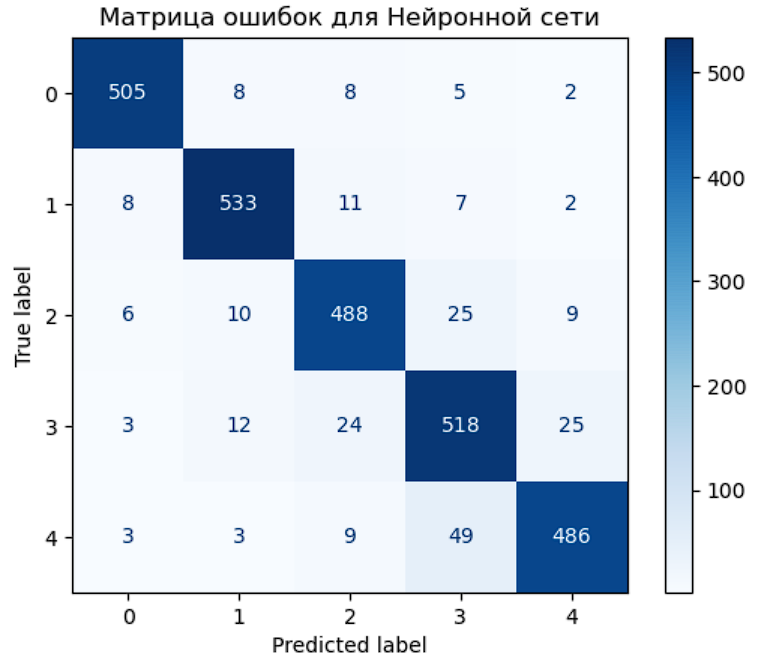 Матрица ошибок для Нейронной сети
0 505 8 8 5 2
1 8 533 11 7 2
2 6 10 488 25 9
3 3 12 24 518 25
4 3 3 9 49 486
0 1 2 3 4
Predicted label
True label
500
400
300
200
100